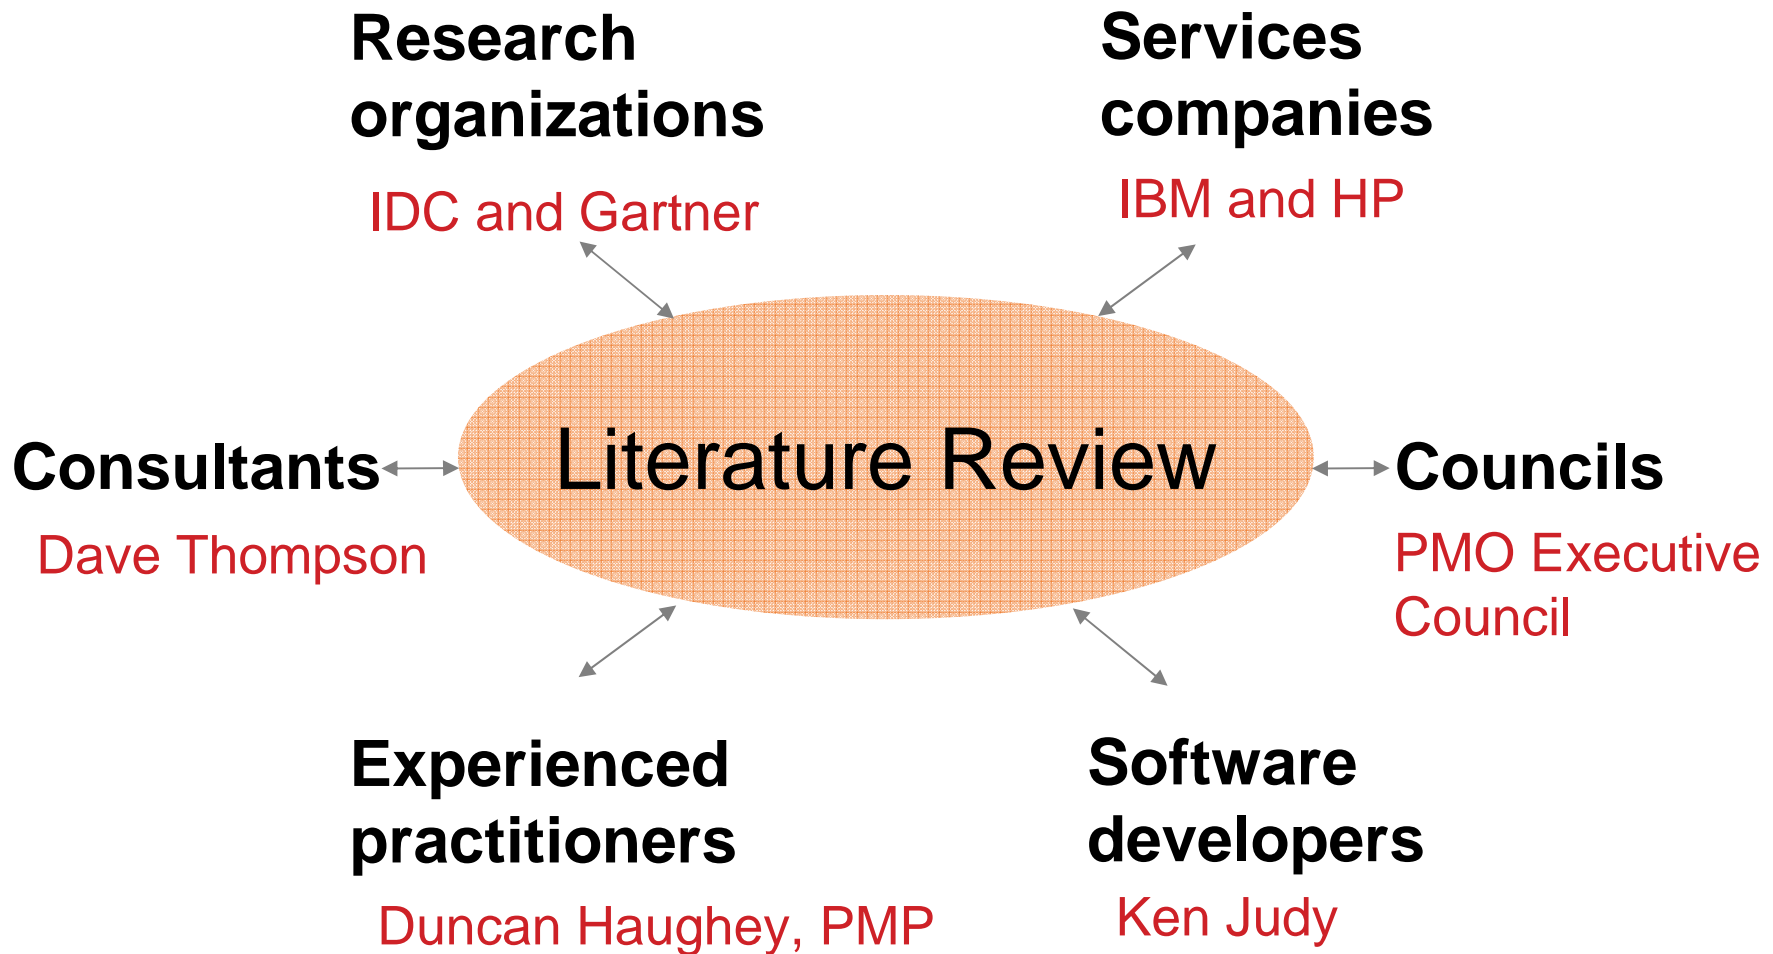 Research
organizations
IDC and Gartner
Services
companies
IBM and HP
Consultants
Dave Thompson
Literature Review
Councils
PMO Executive
Council
Experienced
practitioners
Duncan Haughey, PMP
Software
developers
Ken Judy